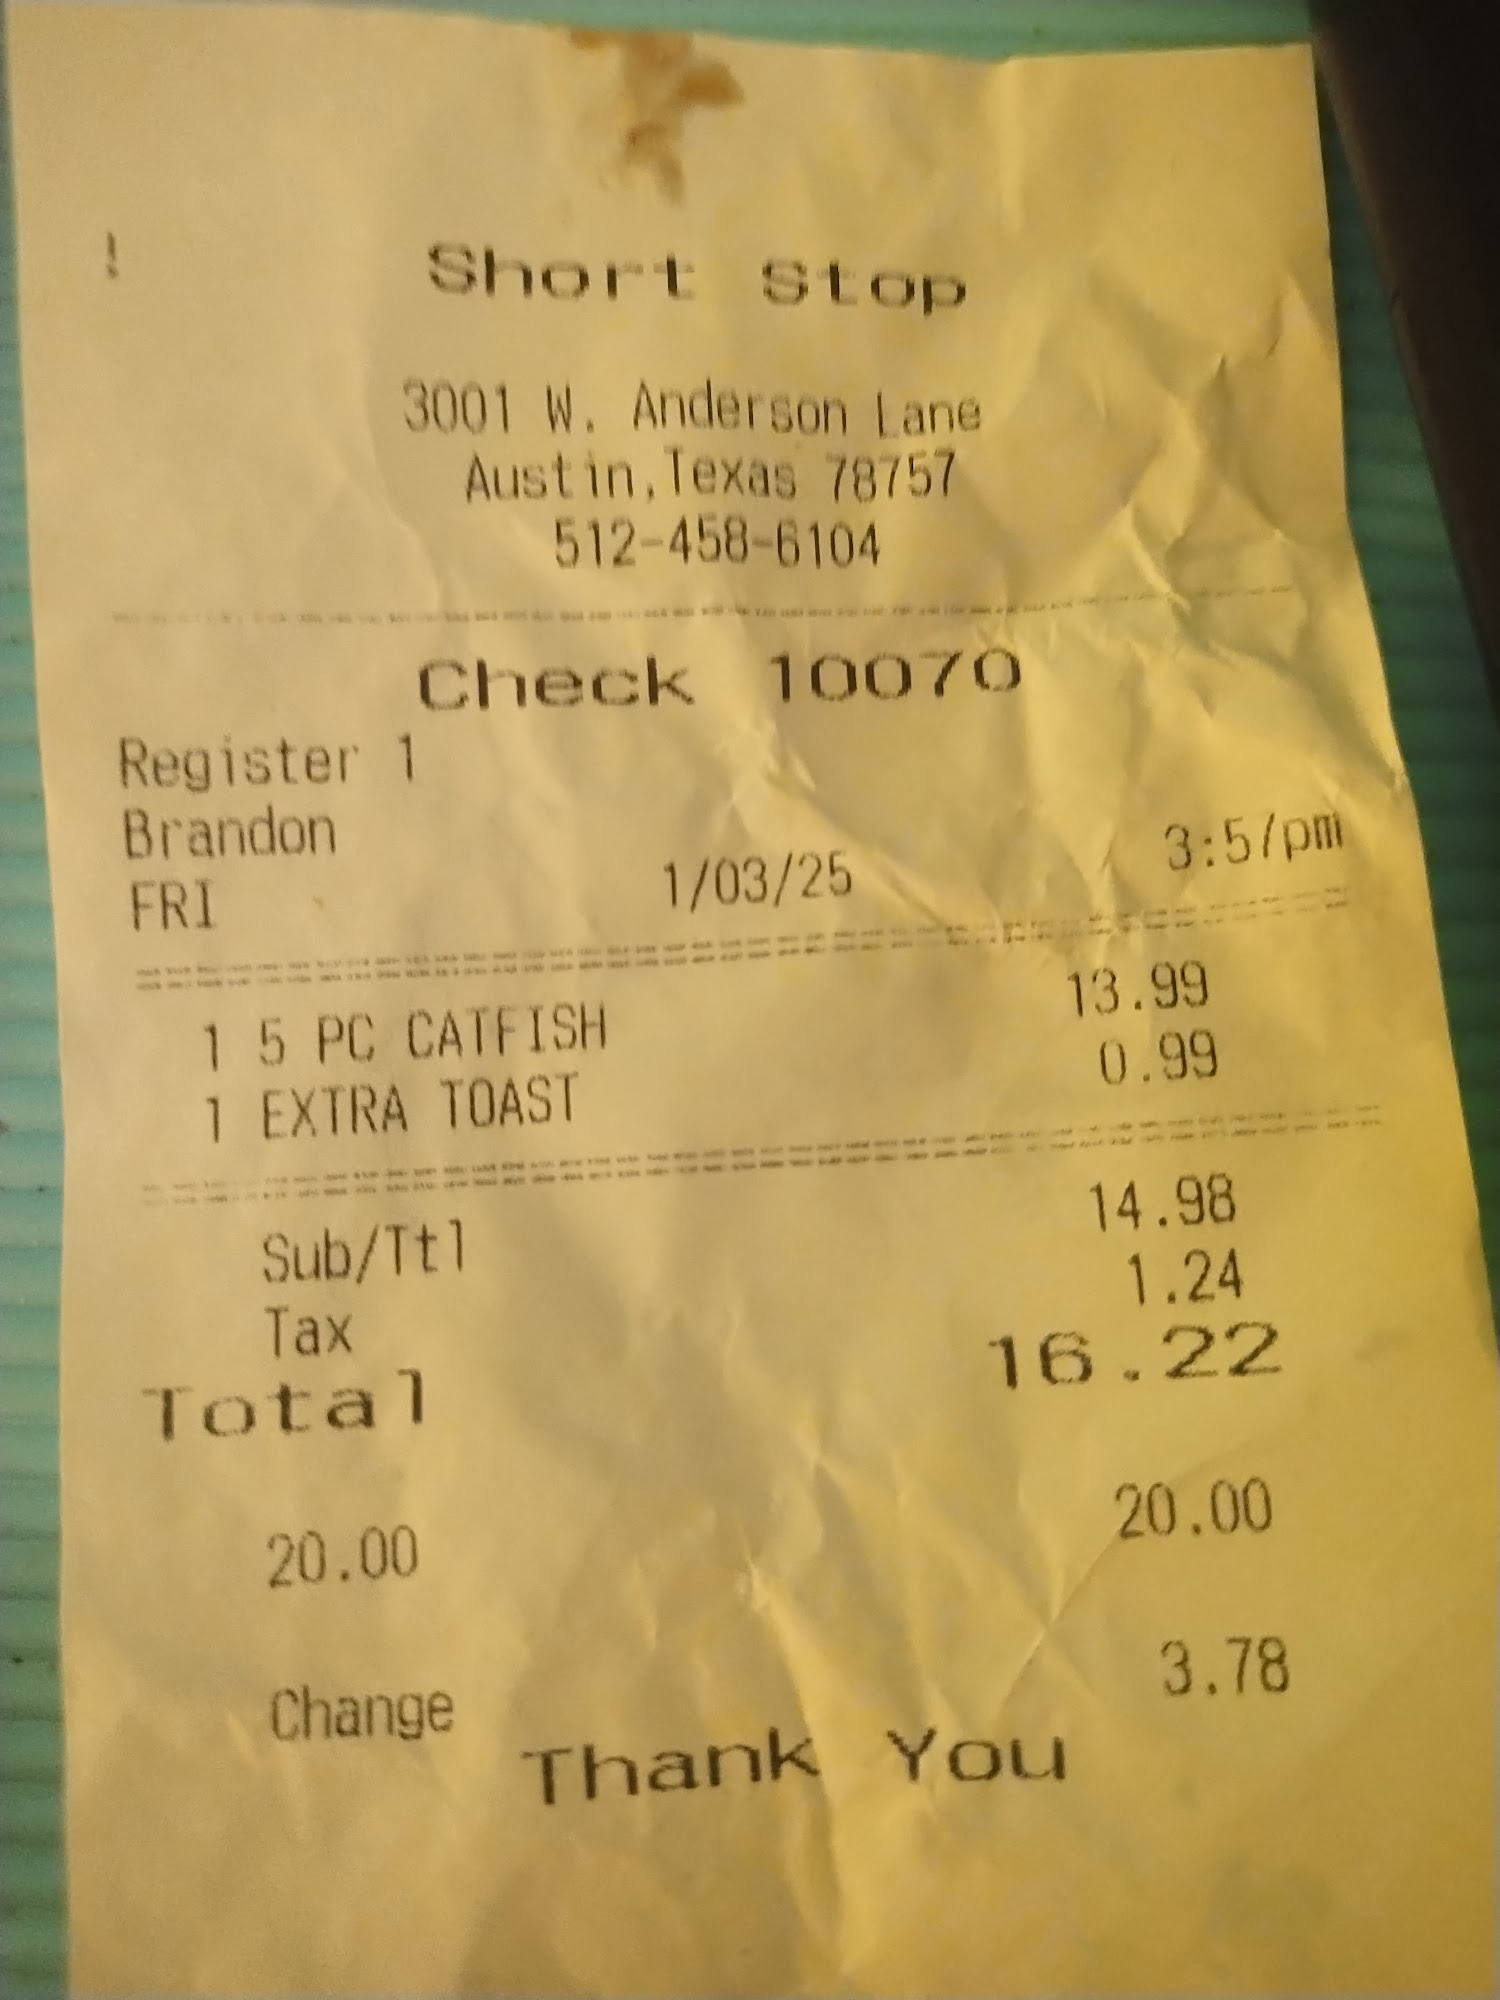 !
Short Stop
3001 W. Anderson Lane
Austin,Texas 78757
512-458-6104
Check 10070
Register 1
Brandon
FRI 1/03/25 3:57pm
1 5 PC CATFISH 13.99
1 EXTRA TOAST 0.99
Sub/Ttl 14.98
Tax 1.24
Total 16.22
20.00 20.00
Change 3.78
Thank You